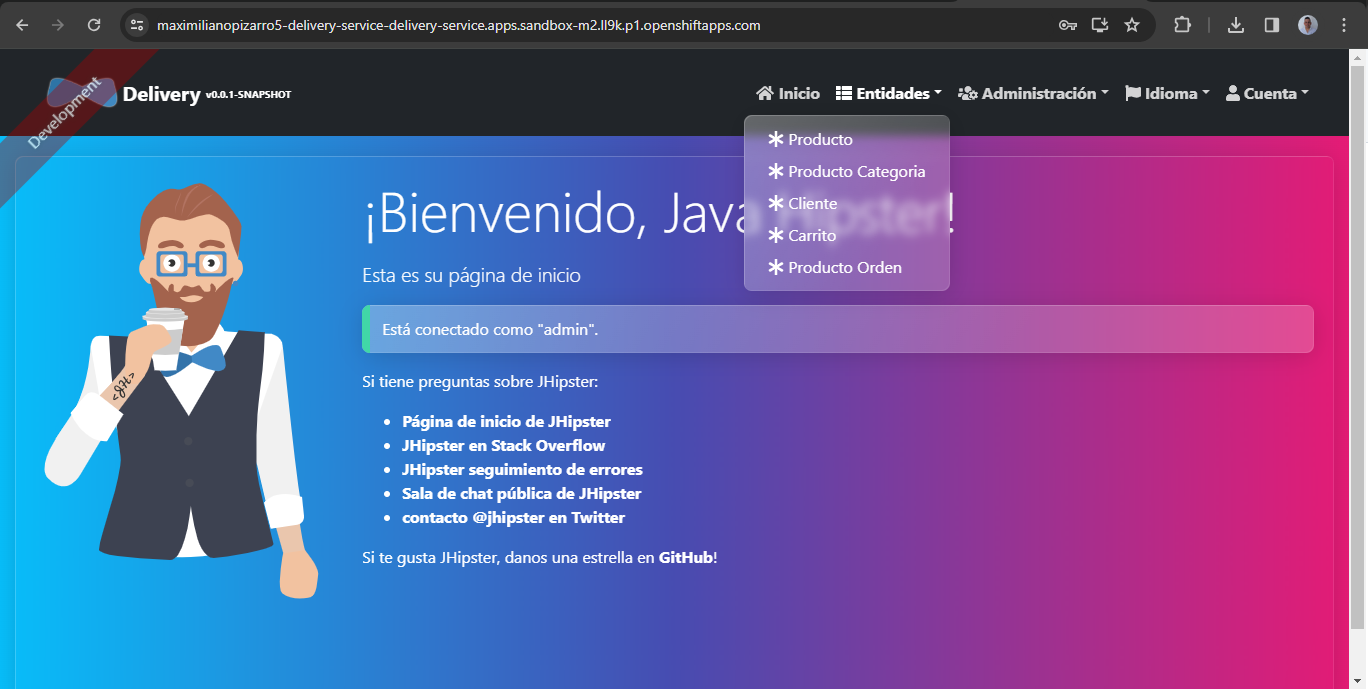 maximilianopizarro5-delivery-service-delivery-service.apps.sandbox-m2.ll9k.p1.openshiftapps.com
Development
Delivery v0.0.1-SNAPSHOT
Inicio Entidades Administración Idioma Cuenta
Producto
Producto Categoria
Cliente
Carrito
Producto Orden
¡Bienvenido, Java Hipster!
Esta es su página de inicio
Está conectado como "admin".
Si tiene preguntas sobre JHipster:
Página de inicio de JHipster
JHipster en Stack Overflow
JHipster seguimiento de errores
Sala de chat pública de JHipster
contacto @jhipster en Twitter
Si te gusta JHipster, danos una estrella en GitHub!
<JH>